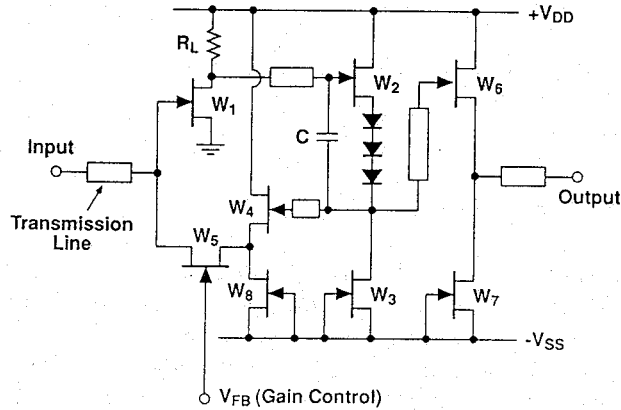 +VDD
RL
W1
W2
W6
C
Input
Transmission
Line
W4
W5
Output
W8
W3
W7
-VSS
VFB (Gain Control)